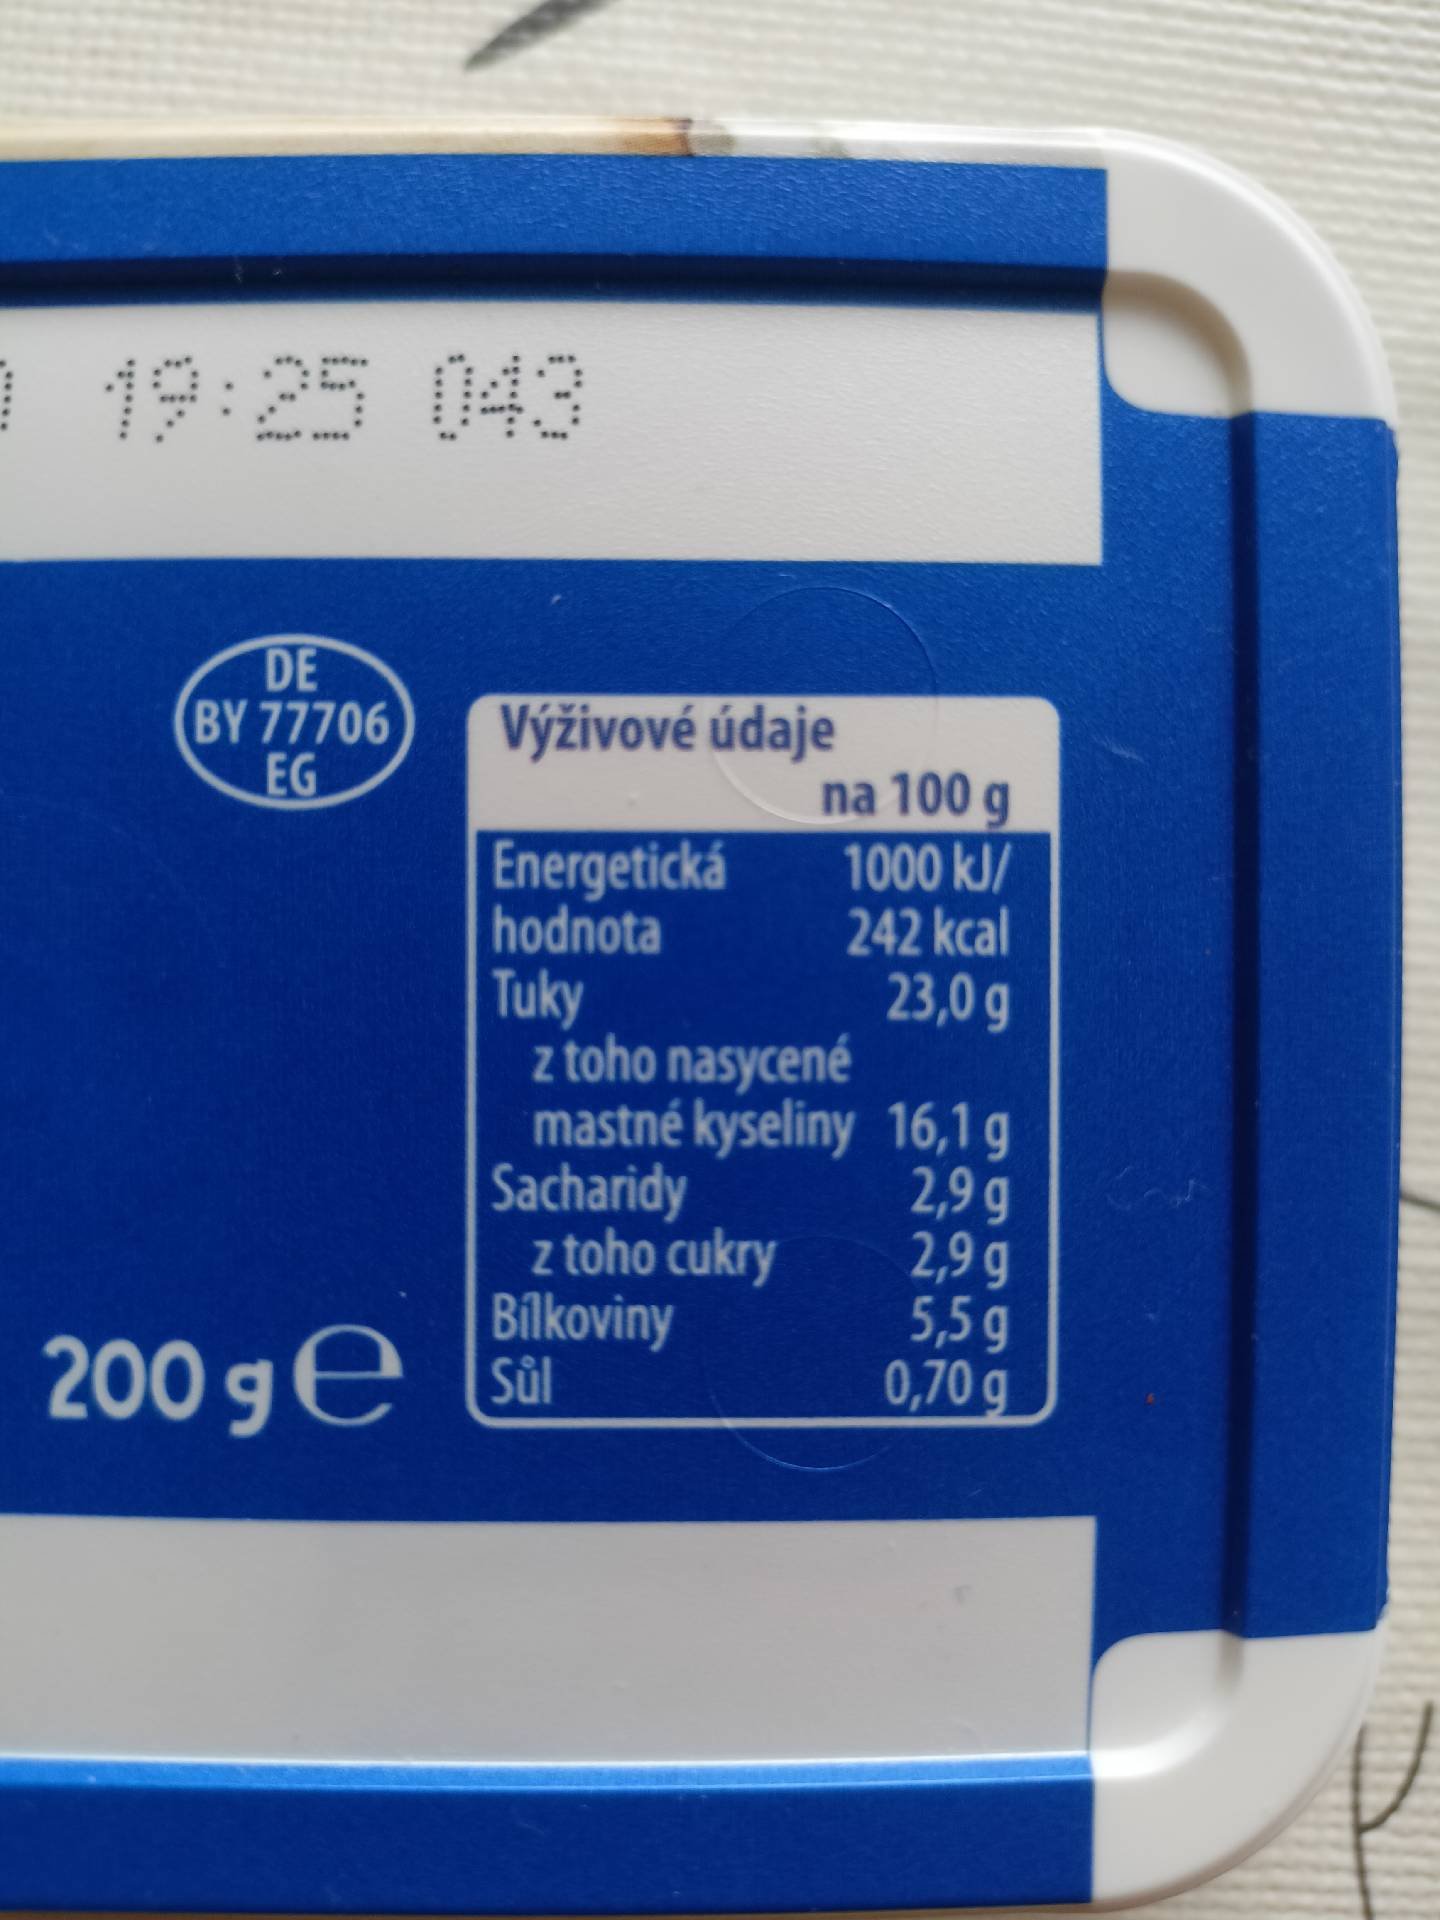 19:25 043
DE
BY 77706
EG
Výživové údaje
na 100 g
Energetická 1000 kJ/
hodnota 242 kcal
Tuky 23,0 g
z toho nasycené
mastné kyseliny 16,1 g
Sacharidy 2,9 g
z toho cukry 2,9 g
Bílkoviny 5,5 g
Sůl 0,70 g
200 g e